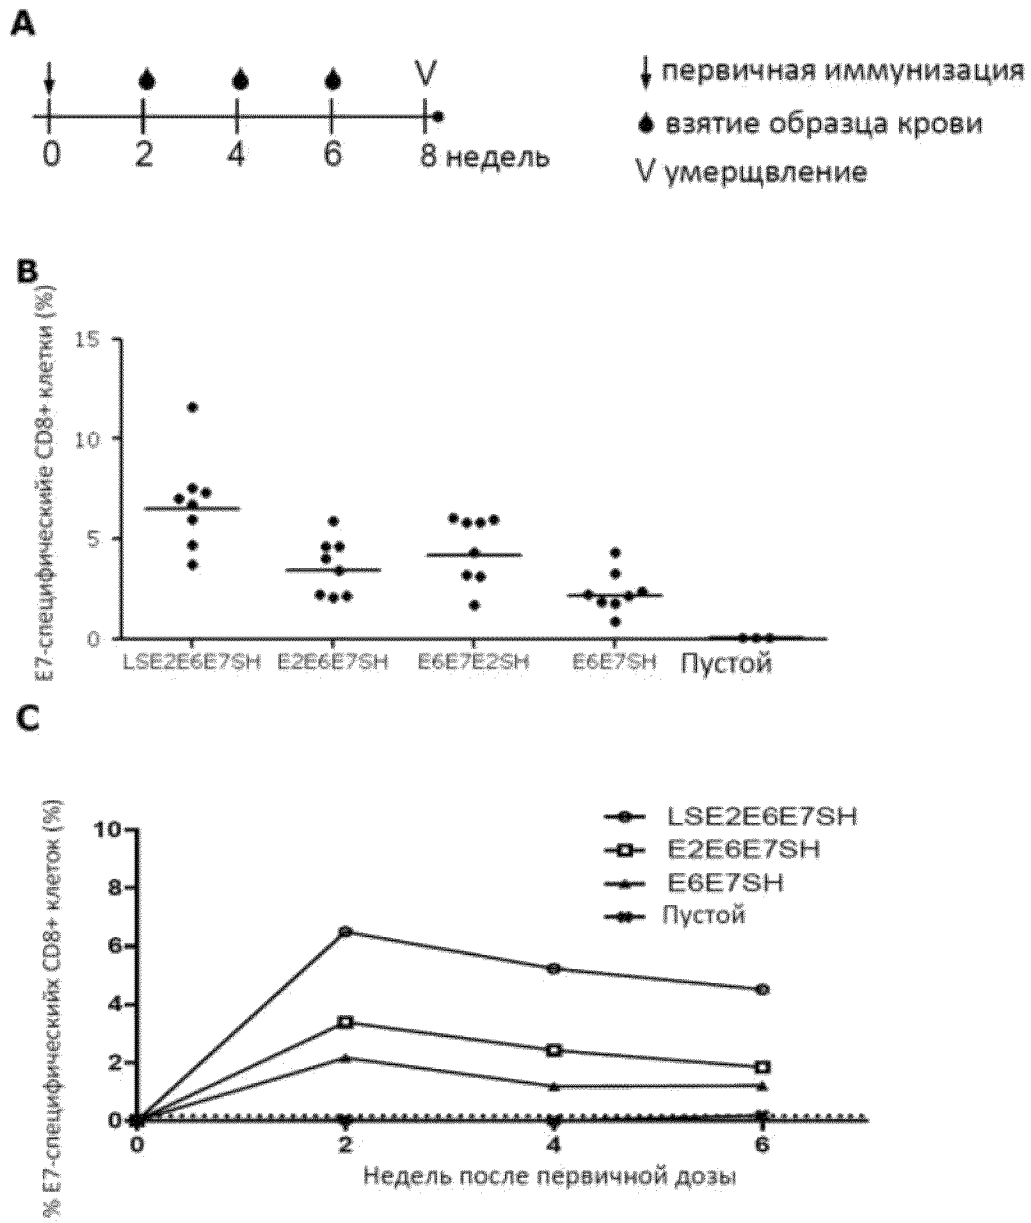 A
V
первичная иммунизация
взятие образца крови
V умерщвление
0 2 4 6 8 недель
B
E7-специфическийе CD8+ клетки (%)
15
10
5
0
LSE2E6E7SH E2E6E7SH E6E7E2SH E6E7SH Пустой
C
% E7-специфическийх CD8+ клеток (%)
10
8
6
4
2
0
LSE2E6E7SH
E2E6E7SH
E6E7SH
Пустой
0 2 4 6
Недель после первичной дозы